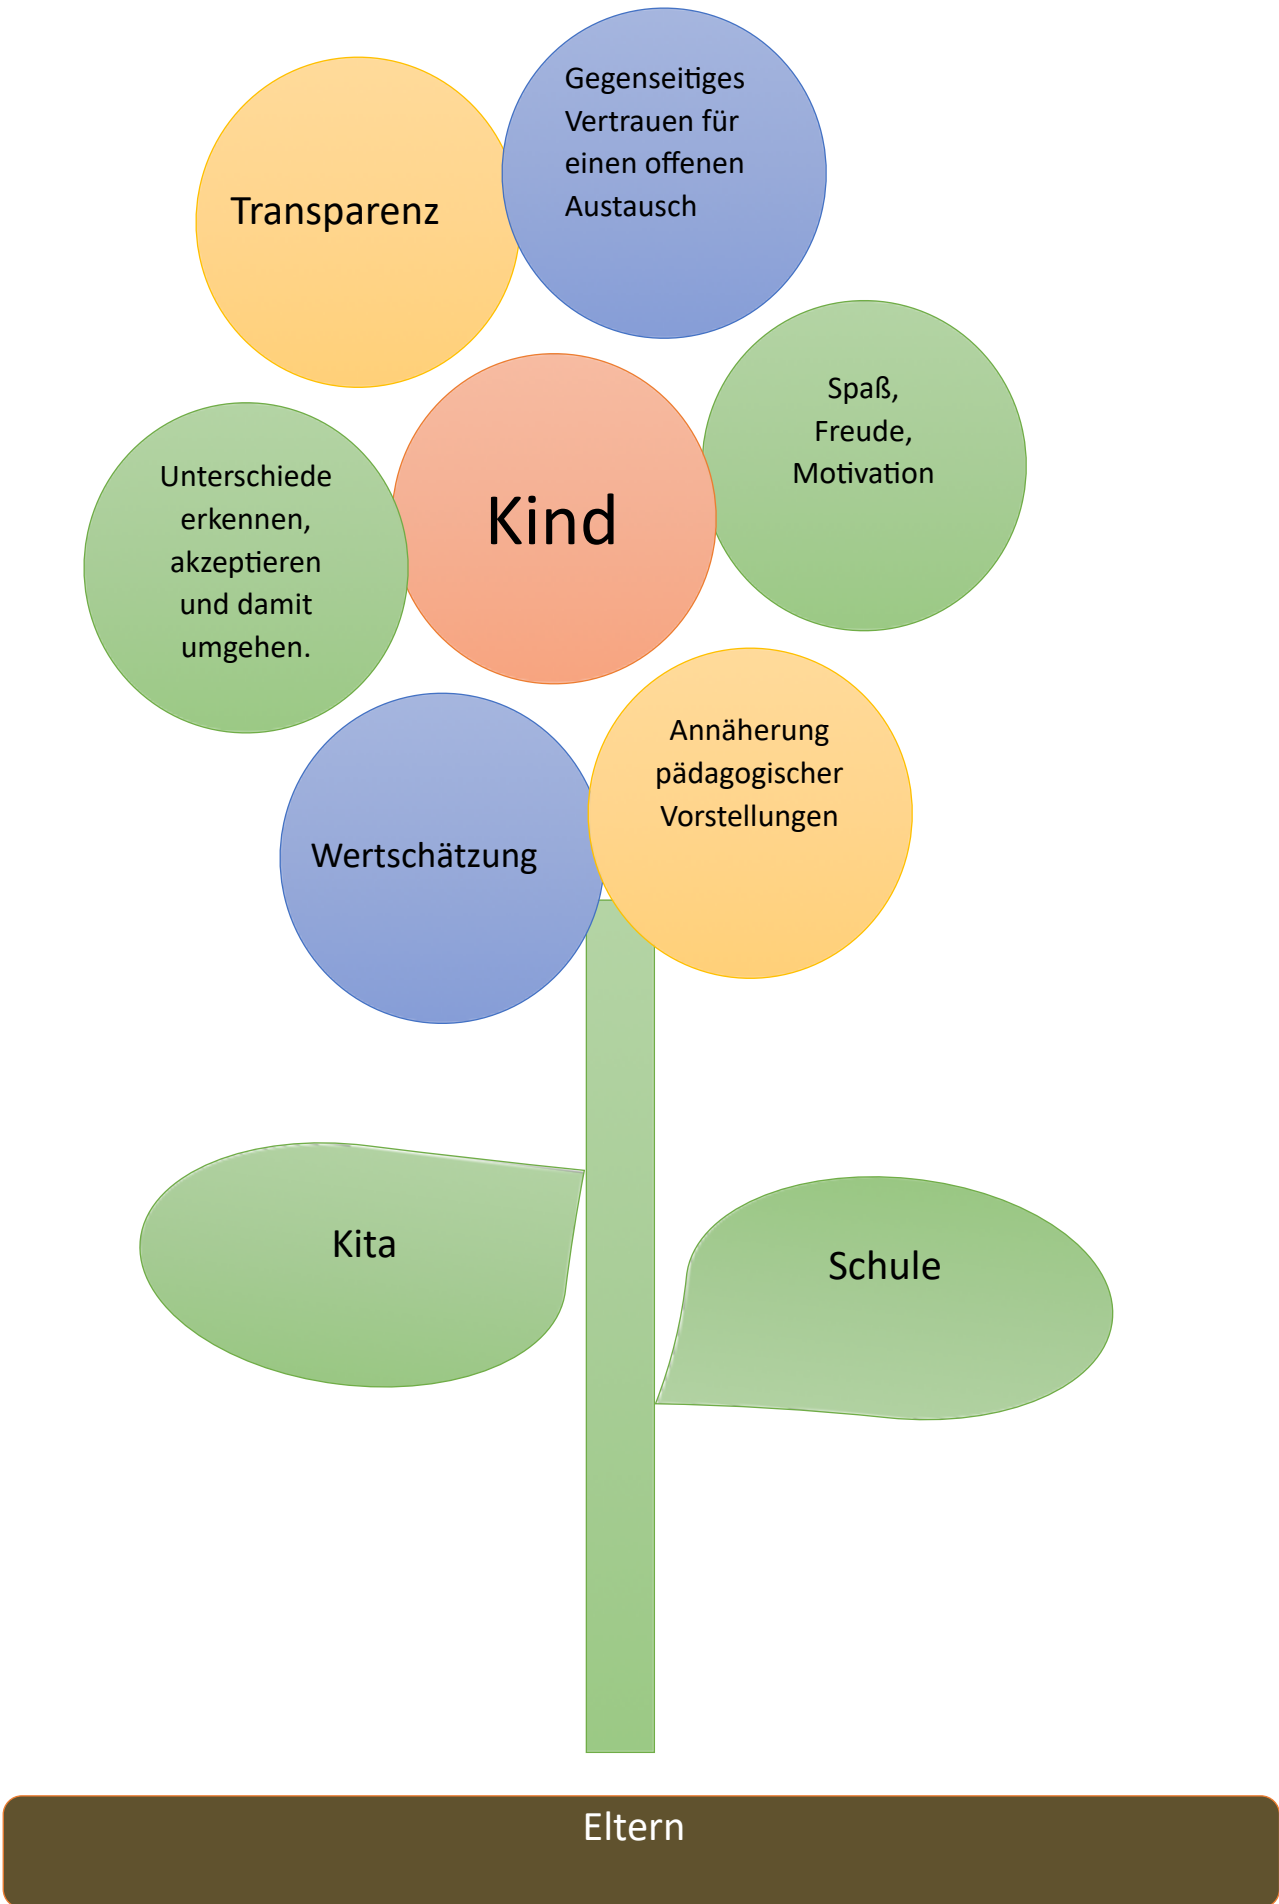 Gegenseitiges
Vertrauen für
einen offenen
Austausch
Transparenz
Spaß,
Freude,
Motivation
Unterschiede
erkennen,
akzeptieren
und damit
umgehen.
Kind
Annäherung
pädagogischer
Vorstellungen
Wertschätzung
Kita
Schule
Eltern